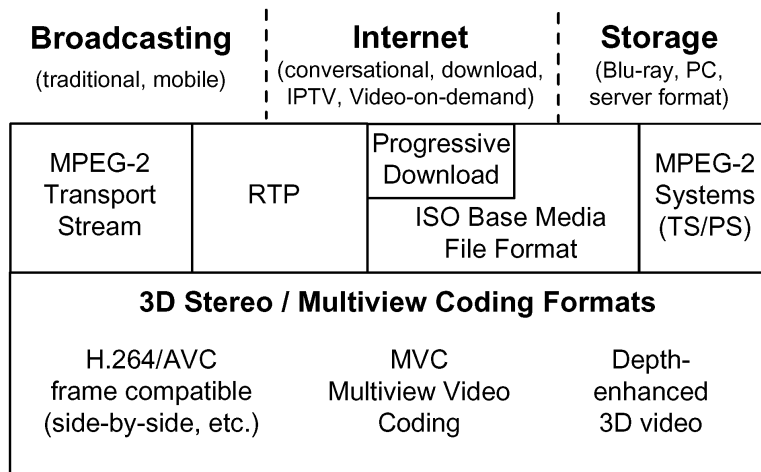 Broadcasting
(traditional, mobile)
Internet
(conversational, download,
IPTV, Video-on-demand)
Storage
(Blu-ray, PC,
server format)
MPEG-2
Transport
Stream
RTP
Progressive
Download
ISO Base Media
File Format
MPEG-2
Systems
(TS/PS)
3D Stereo / Multiview Coding Formats
H.264/AVC
frame compatible
(side-by-side, etc.)
MVC
Multiview Video
Coding
Depth-
enhanced
3D video